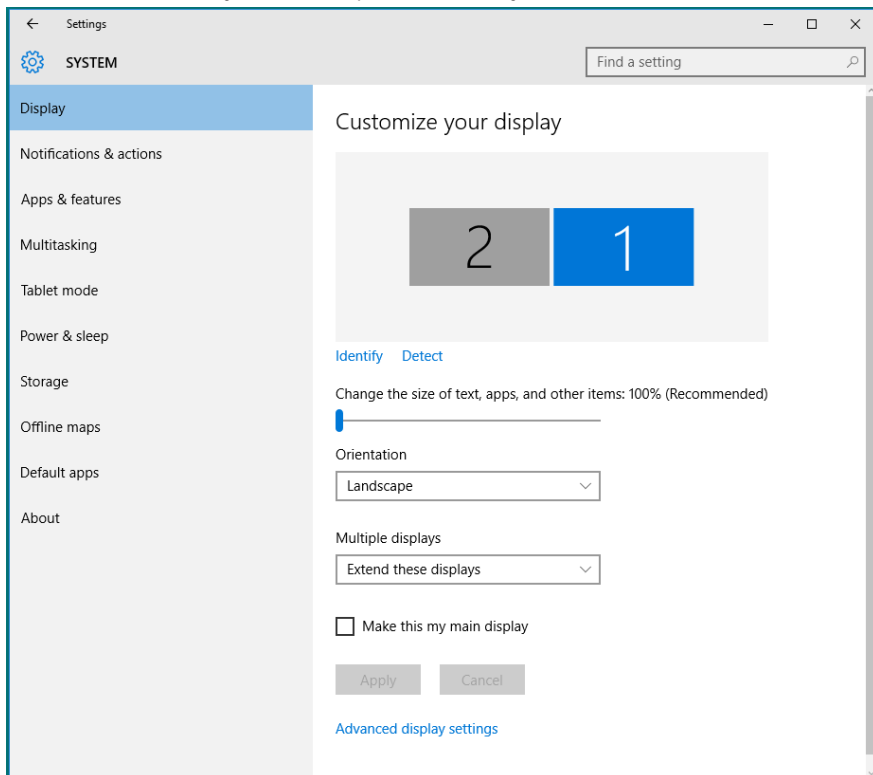 Settings
SYSTEM
Find a setting
Display
Notifications & actions
Apps & features
Multitasking
Tablet mode
Power & sleep
Storage
Offline maps
Default apps
About
Customize your display
2 1
Identify Detect
Change the size of text, apps, and other items: 100% (Recommended)
Orientation
Landscape
Multiple displays
Extend these displays
Make this my main display
Apply Cancel
Advanced display settings